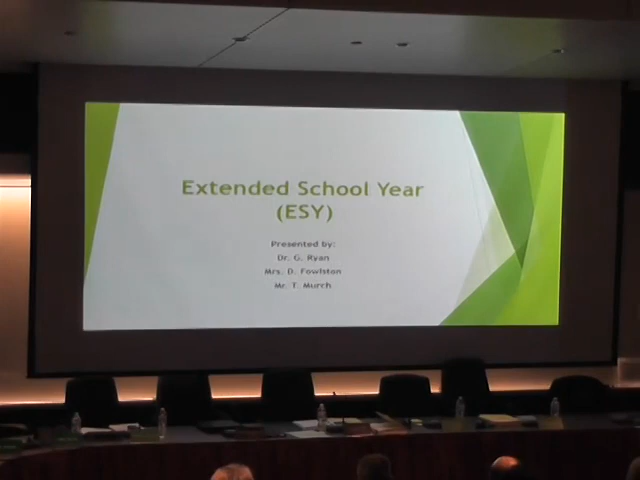 Extended School Year
(ESY)
Presented by:
Dr. G. Ryan
Mrs. D. Fowlston
Mr. T. Murch